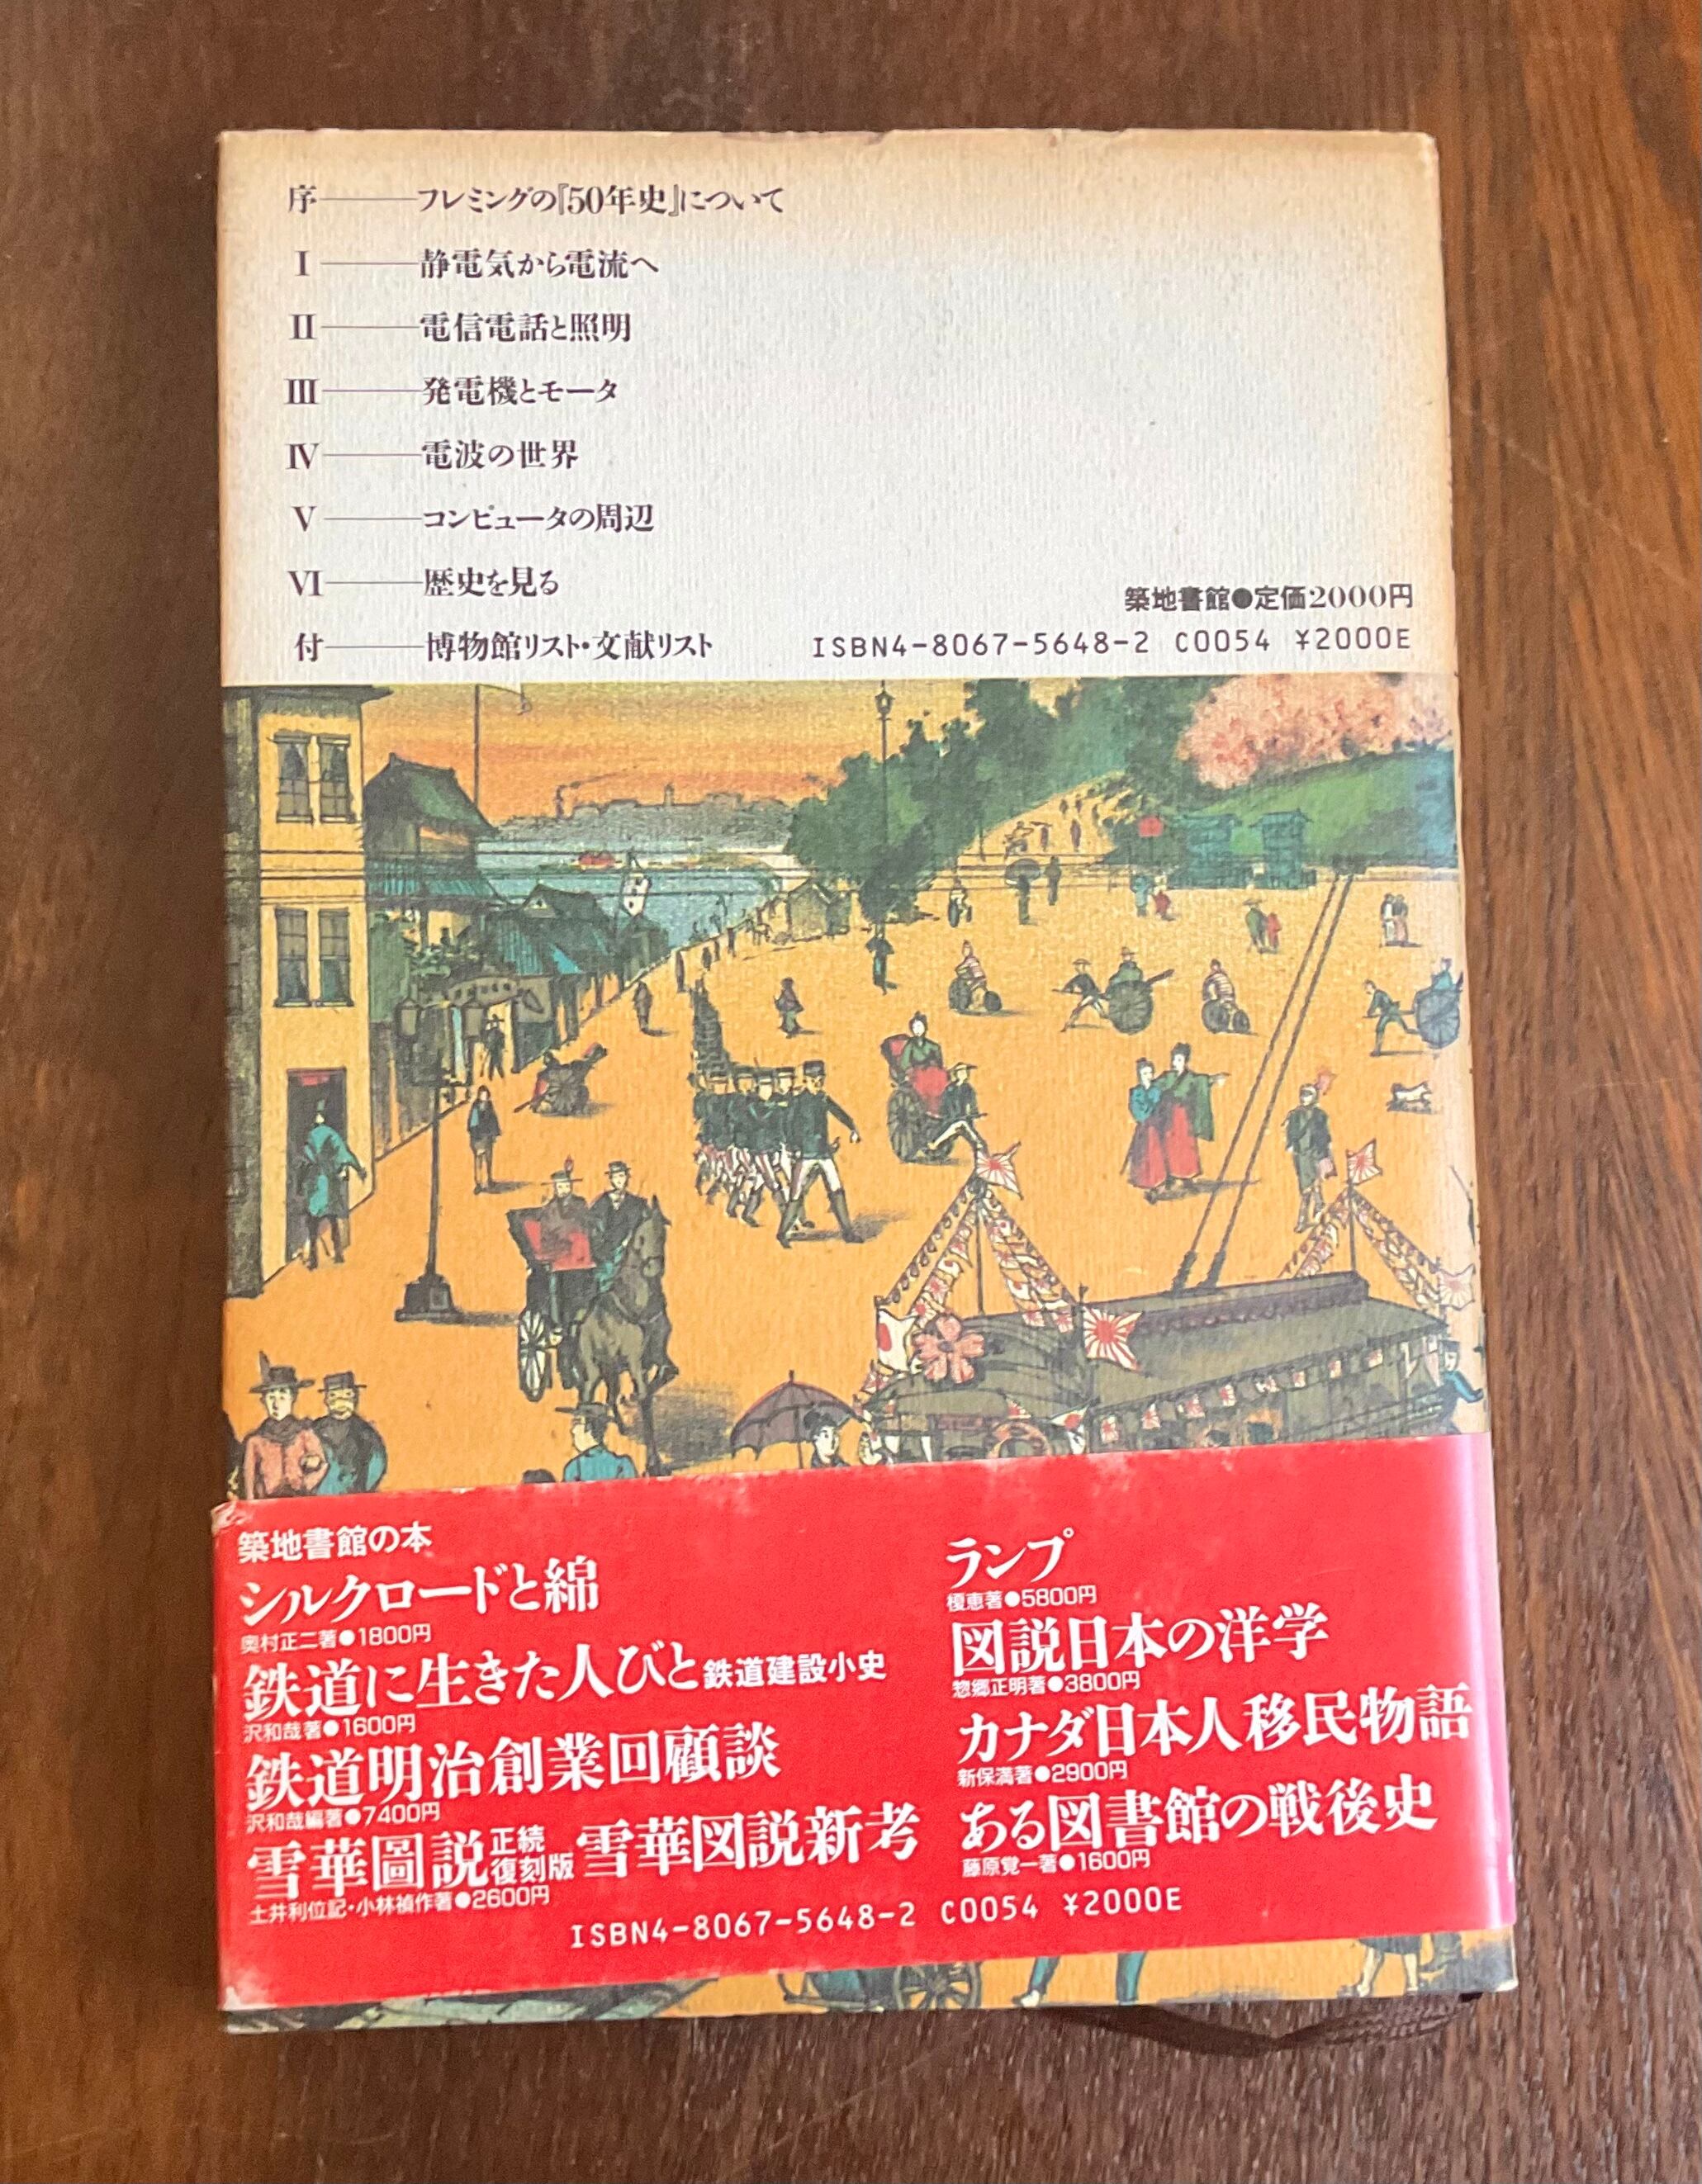 序———フレミングの『50年史』について
I———静電気から電流へ
II———電信電話と照明
III———発電機とモータ
IV———電波の世界
V———コンピュータの周辺
VI———歴史を見る
付———博物館リスト・文献リスト
築地書館●定価2000円
ISBN4-8067-5648-2 C0054 ¥2000E
築地書館の本
シルクロードと綿
奥村正二著●1800円
鉄道に生きた人びと 鉄道建設小史
沢和哉著●1600円
鉄道明治創業回顧談
沢和哉編著●7400円
雪華圖説 正続復刻版 雪華図説新考
土井利位記・小林禎作著●2600円
ランプ
榎恵著●5800円
図説日本の洋学
惣郷正明著●3800円
カナダ日本人移民物語
新保満著●2900円
ある図書館の戦後史
藤原覚一著●1600円
ISBN4-8067-5648-2 C0054 ¥2000E